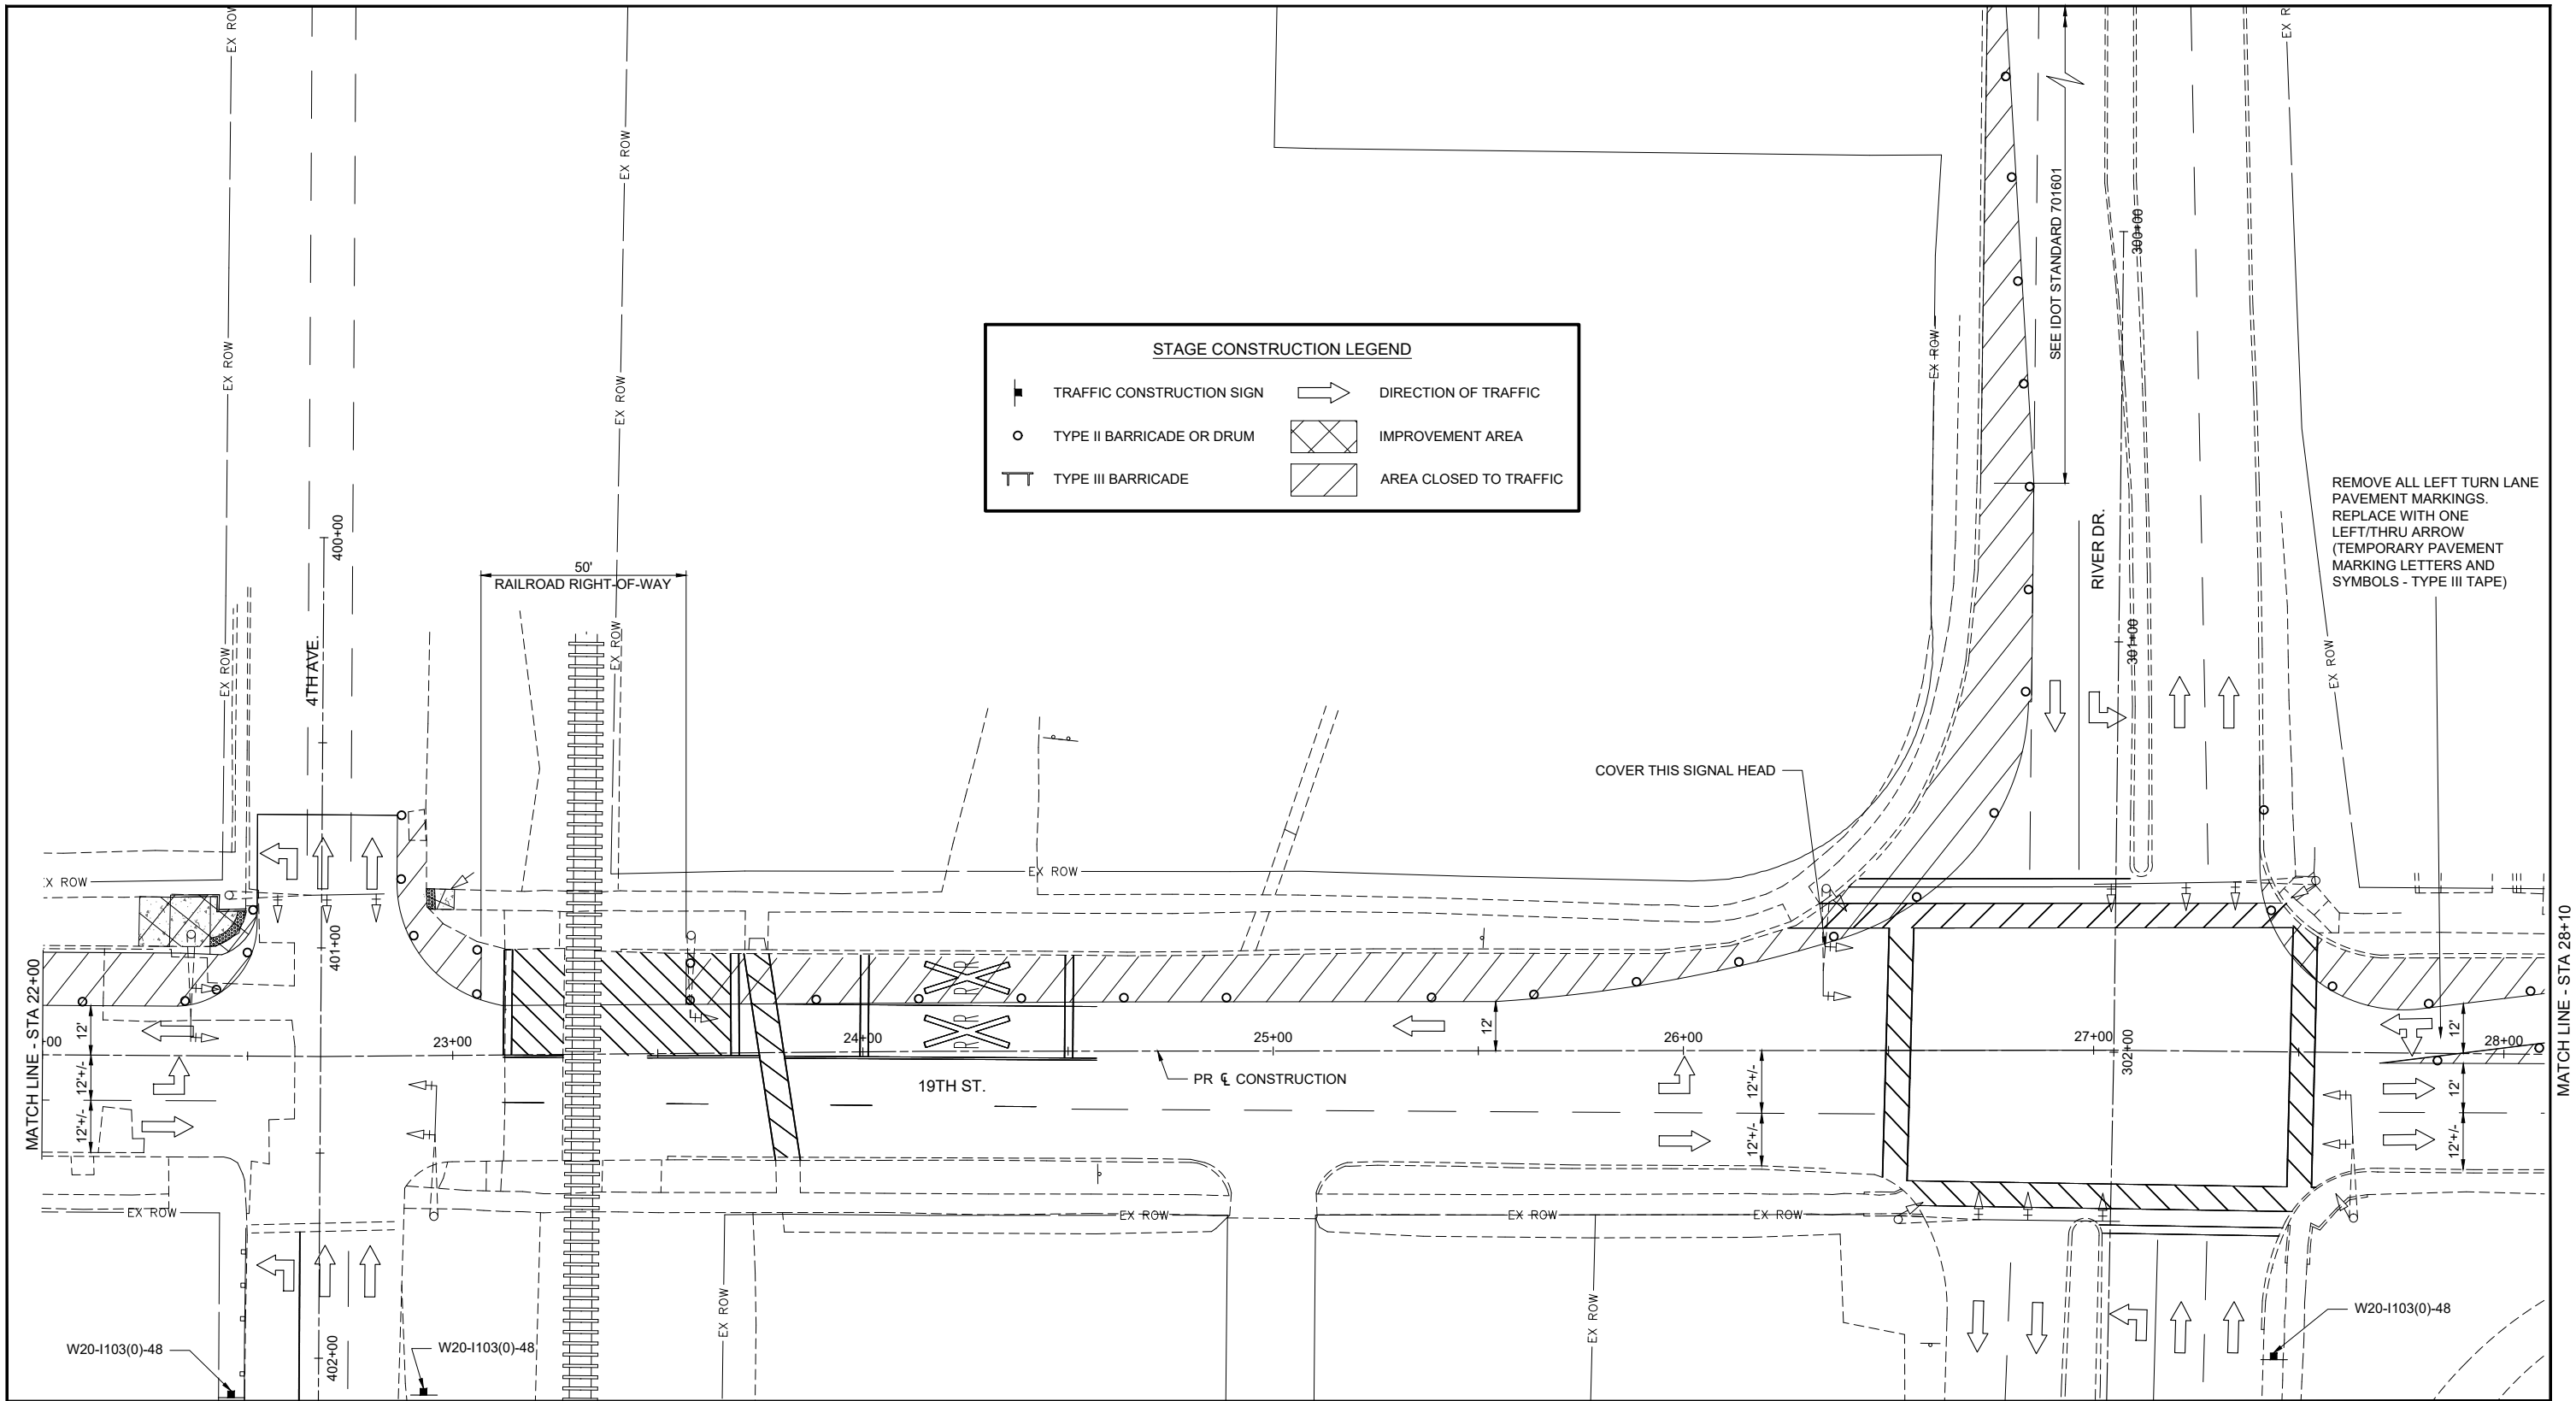 EX ROW
EX ROW
EX ROW
EX ROW
EX ROW
EX ROW
EX ROW
EX ROW
EX ROW
STAGE CONSTRUCTION LEGEND
TRAFFIC CONSTRUCTION SIGN
DIRECTION OF TRAFFIC
TYPE II BARRICADE OR DRUM
IMPROVEMENT AREA
TYPE III BARRICADE
AREA CLOSED TO TRAFFIC
SEE IDOT STANDARD 701601
300+00
RIVER DR.
301+00
REMOVE ALL LEFT TURN LANE
PAVEMENT MARKINGS.
REPLACE WITH ONE
LEFT/THRU ARROW
(TEMPORARY PAVEMENT
MARKING LETTERS AND
SYMBOLS - TYPE III TAPE)
EX ROW
400+00
50'
RAILROAD RIGHT-OF-WAY
4TH AVE.
COVER THIS SIGNAL HEAD
X ROW
EX ROW
401+00
MATCH LINE - STA 22+00
12'
12'+/-
12'+/-
+00
23+00
24+00
R R
R R
25+00
12'
26+00
27+00
302+00
28+00
12'
12'
12'+/-
MATCH LINE - STA 28+10
PR ℄ CONSTRUCTION
19TH ST.
12'+/-
12'+/-
EX ROW
EX ROW
EX ROW
EX ROW
EX ROW
EX ROW
402+00
W20-I103(0)-48
W20-I103(0)-48
W20-I103(0)-48